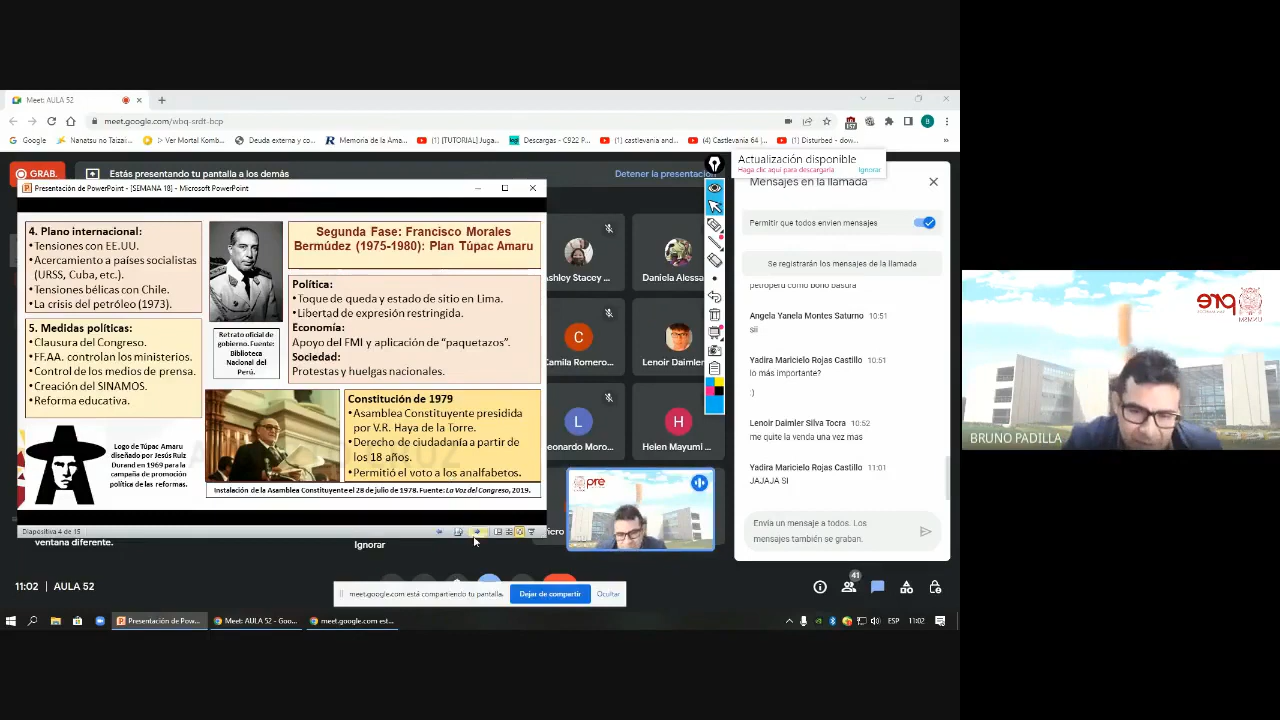 Meet: AULA 52
meet.google.com/wbq-srdt-bcp
Google
Nanatsu no Taizai...
Ver Mortal Komb...
Deuda externa y co...
Memoria de la Ama...
(1) [TUTORIAL] Juga...
Descargas - C922 P...
(1) castlevania and...
(4) Castlevania 64 (...
(1) Disturbed - dow...
»
GRAB.
Estás presentando tu pantalla a los demás
Detener la presentación
Actualización disponible
Haga clic aquí para descargarla
Ignorar
Presentación de PowerPoint - [SEMANA 18] - Microsoft PowerPoint
4. Plano internacional:
•Tensiones con EE.UU.
•Acercamiento a países socialistas
(URSS, Cuba, etc.).
•Tensiones bélicas con Chile.
•La crisis del petróleo (1973).
5. Medidas políticas:
•Clausura del Congreso.
•FF.AA. controlan los ministerios.
•Control de los medios de prensa.
•Creación del SINAMOS.
•Reforma educativa.
Logo de Túpac Amaru
diseñado por Jesús Ruiz
Durand en 1969 para la
campaña de promoción
política de las reformas.
Retrato oficial de
gobierno. Fuente:
Biblioteca
Nacional del
Perú.
Segunda Fase: Francisco Morales
Bermúdez (1975-1980): Plan Túpac Amaru
Política:
•Toque de queda y estado de sitio en Lima.
•Libertad de expresión restringida.
Economía:
Apoyo del FMI y aplicación de “paquetazos”.
Sociedad:
Protestas y huelgas nacionales.
Constitución de 1979
•Asamblea Constituyente presidida
por V.R. Haya de la Torre.
•Derecho de ciudadanía a partir de
los 18 años.
•Permitió el voto a los analfabetos.
Instalación de la Asamblea Constituyente el 28 de julio de 1978. Fuente: La Voz del Congreso, 2019.
Diapositiva 4 de 15
ventana diferente.
Ignorar
Ashley Stacey ...
Daniela Alessa...
C
Camila Romero...
Lenoir Daimler...
L
Leonardo Moro...
H
Helen Mayumi ...
pre
Mensajes en la llamada
Permitir que todos envíen mensajes
Se registrarán los mensajes de la llamada
petroperu como bono basura
Angela Yanela Montes Saturno 10:51
sii
Yadira Maricielo Rojas Castillo 10:51
lo más importante?
:)
Lenoir Daimler Silva Tocra 10:52
me quite la venda una vez mas
Yadira Maricielo Rojas Castillo 11:01
JAJAJA SI
Envía un mensaje a todos. Los
mensajes también se graban.
11:02 | AULA 52
41
meet.google.com está compartiendo tu pantalla.
Dejar de compartir
Ocultar
Presentación de Pow...
Meet: AULA 52 - Goo...
meet.google.com est...
ESP
11:02
pre
UNMSM
BRUNO PADILLA